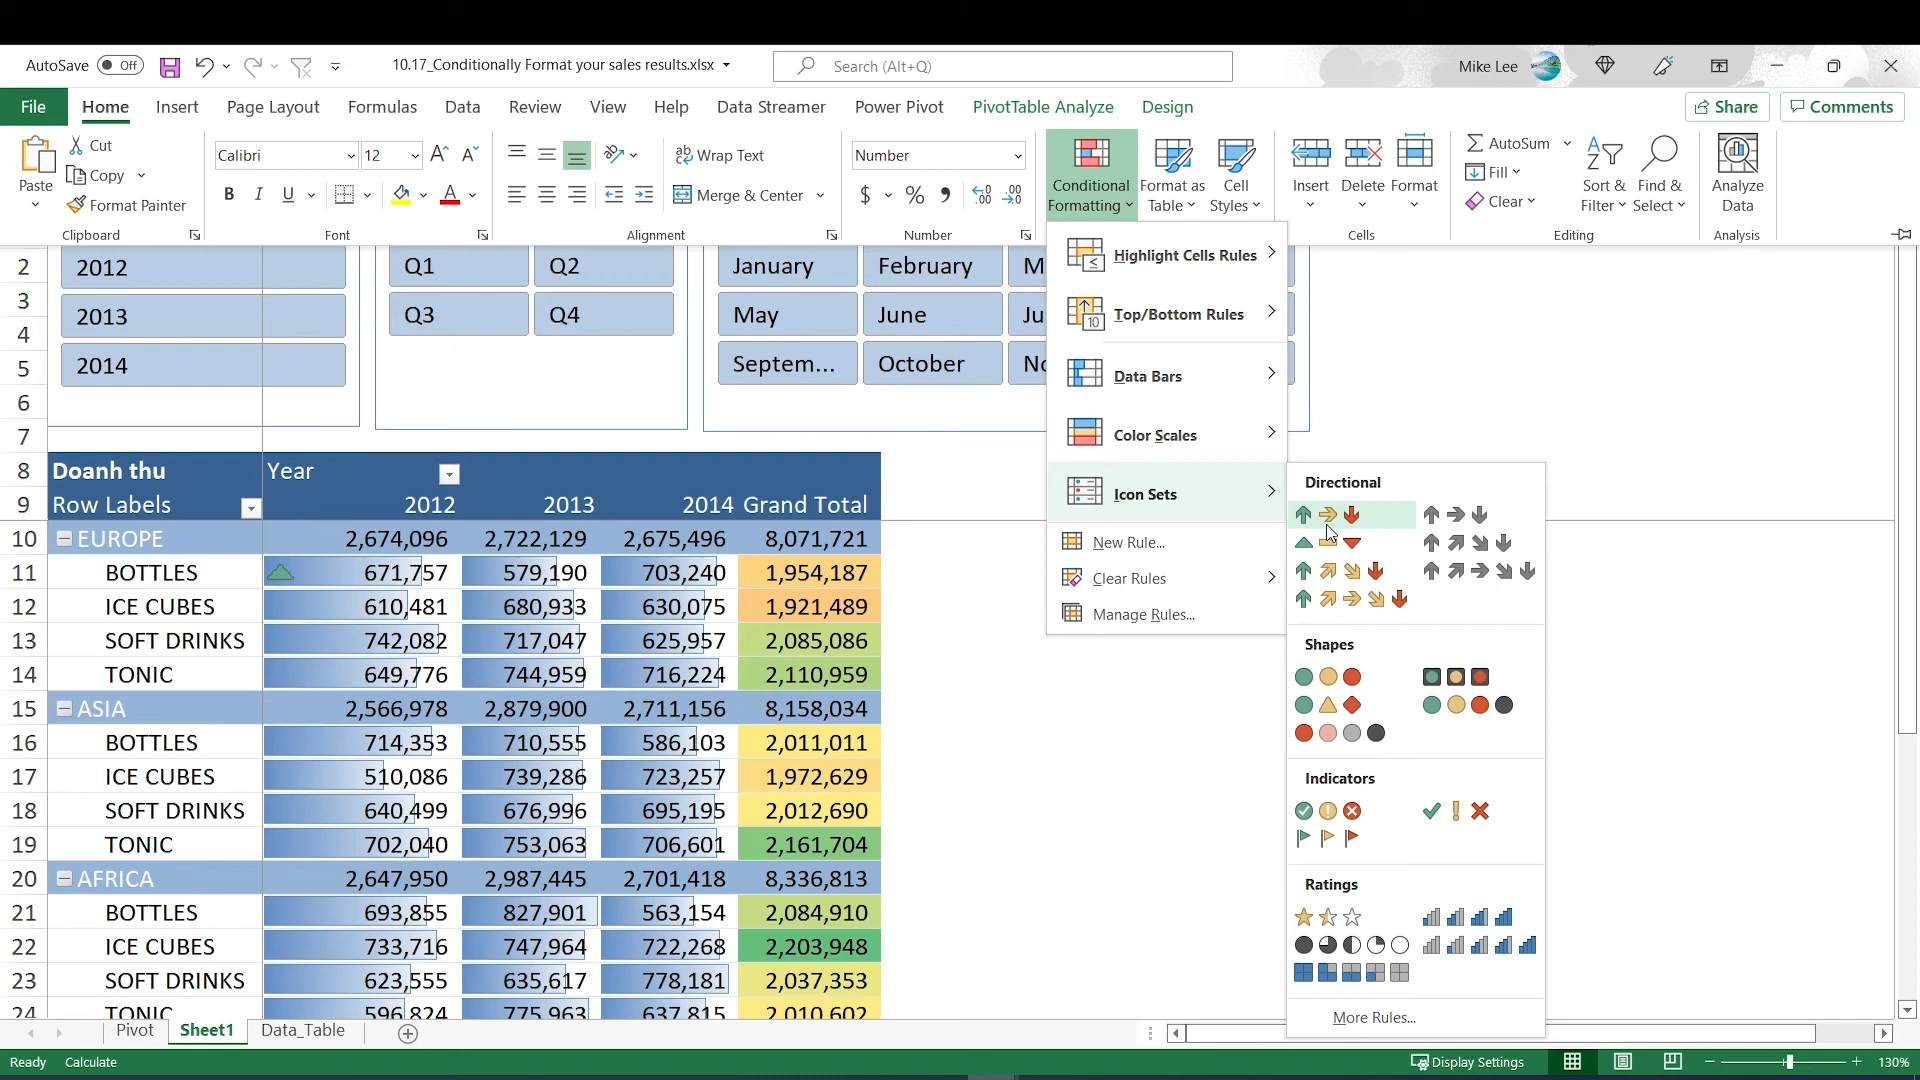 AutoSave Off 10.17_Conditionally Format your sales results.xlsx Search (Alt+Q) Mike Lee
File Home Insert Page Layout Formulas Data Review View Help Data Streamer Power Pivot PivotTable Analyze Design Share Comments
Paste
Cut
Copy
Format Painter
Clipboard
Calibri 12
B I U
Font
Wrap Text
Merge & Center
Alignment
Number
$ % ,
Number
Conditional Formatting
Format as Table
Cell Styles
Insert Delete Format
Cells
AutoSum
Fill
Clear
Sort & Filter
Find & Select
Editing
Analyze Data
Analysis
2 2012 Q1 Q2 January February M
3 2013 Q3 Q4 May June Ju
4
5 2014 Septem... October No
6
7
8 Doanh thu Year
9 Row Labels 2012 2013 2014 Grand Total
10 EUROPE 2,674,096 2,722,129 2,675,496 8,071,721
11 BOTTLES 671,757 579,190 703,240 1,954,187
12 ICE CUBES 610,481 680,933 630,075 1,921,489
13 SOFT DRINKS 742,082 717,047 625,957 2,085,086
14 TONIC 649,776 744,959 716,224 2,110,959
15 ASIA 2,566,978 2,879,900 2,711,156 8,158,034
16 BOTTLES 714,353 710,555 586,103 2,011,011
17 ICE CUBES 510,086 739,286 723,257 1,972,629
18 SOFT DRINKS 640,499 676,996 695,195 2,012,690
19 TONIC 702,040 753,063 706,601 2,161,704
20 AFRICA 2,647,950 2,987,445 2,701,418 8,336,813
21 BOTTLES 693,855 827,901 563,154 2,084,910
22 ICE CUBES 733,716 747,964 722,268 2,203,948
23 SOFT DRINKS 623,555 635,617 778,181 2,037,353
24 TONIC 596,824 775,963 637,815 2,010,602
Highlight Cells Rules
Top/Bottom Rules
Data Bars
Color Scales
Icon Sets
New Rule...
Clear Rules
Manage Rules...
Directional
Shapes
Indicators
Ratings
More Rules...
Pivot Sheet1 Data_Table
Ready Calculate Display Settings 130%